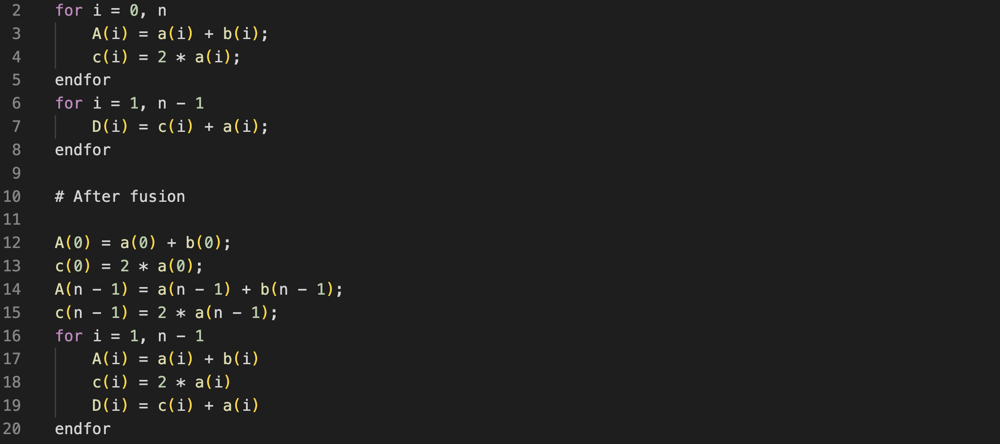 2 for i = 0, n
3 A(i) = a(i) + b(i);
4 c(i) = 2 * a(i);
5 endfor
6 for i = 1, n - 1
7 D(i) = c(i) + a(i);
8 endfor
9
10 # After fusion
11
12 A(0) = a(0) + b(0);
13 c(0) = 2 * a(0);
14 A(n - 1) = a(n - 1) + b(n - 1);
15 c(n - 1) = 2 * a(n - 1);
16 for i = 1, n - 1
17 A(i) = a(i) + b(i)
18 c(i) = 2 * a(i)
19 D(i) = c(i) + a(i)
20 endfor